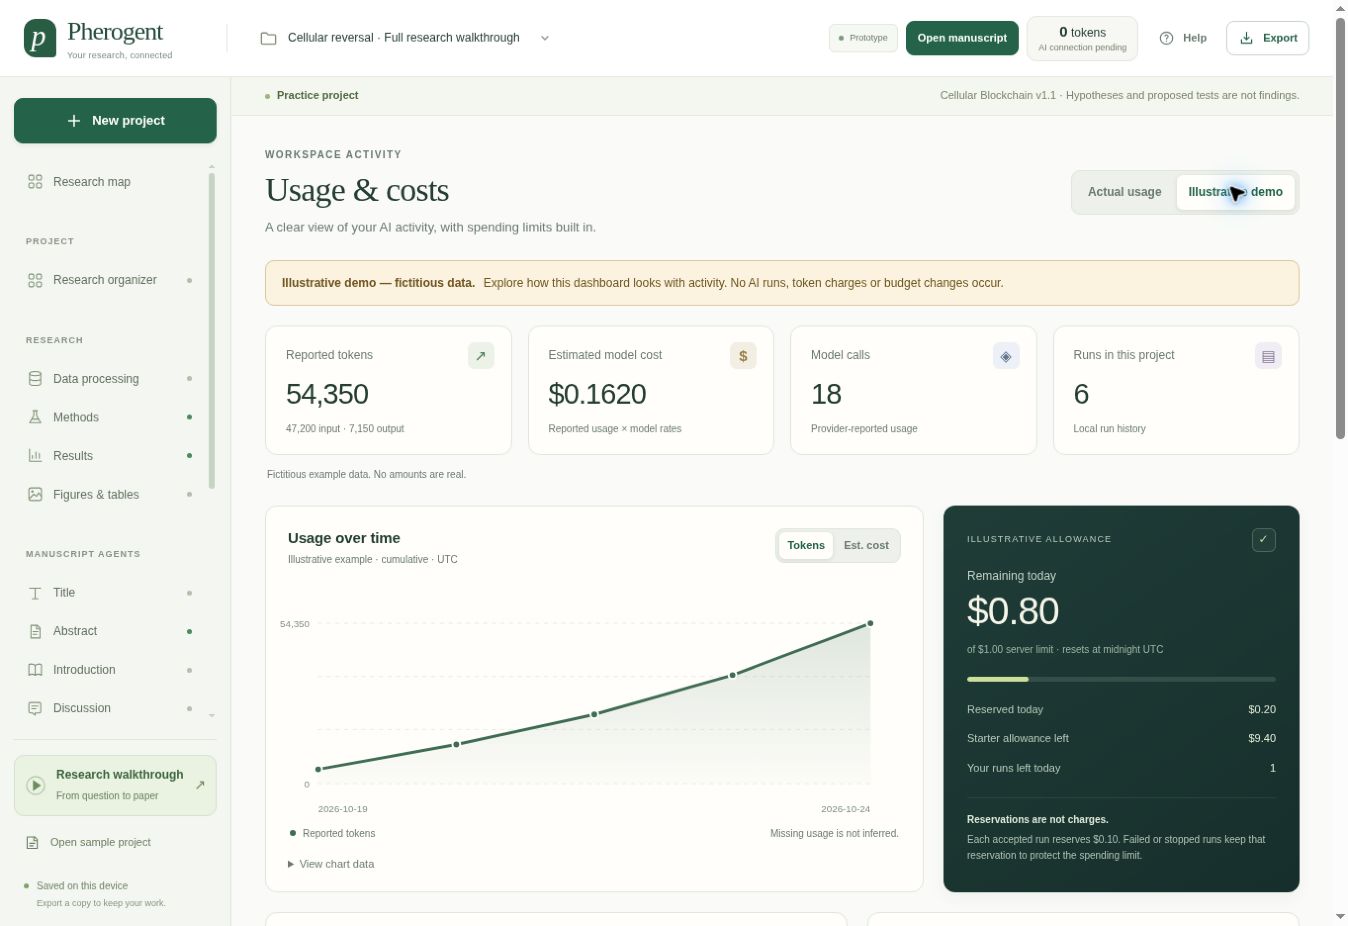 p
Pherogent
Your research, connected
Cellular reversal · Full research walkthrough
Prototype
Open manuscript
0 tokens
AI connection pending
Help
Export
New project
Research map
PROJECT
Research organizer
RESEARCH
Data processing
Methods
Results
Figures & tables
MANUSCRIPT AGENTS
Title
Abstract
Introduction
Discussion
Research walkthrough
From question to paper
Open sample project
Saved on this device
Export a copy to keep your work.
Practice project
Cellular Blockchain v1.1 · Hypotheses and proposed tests are not findings.
WORKSPACE ACTIVITY
Usage & costs
A clear view of your AI activity, with spending limits built in.
Actual usage
Illustrative demo
Illustrative demo — fictitious data. Explore how this dashboard looks with activity. No AI runs, token charges or budget changes occur.
Reported tokens
54,350
47,200 input · 7,150 output
Estimated model cost
$
$0.1620
Reported usage × model rates
Model calls
18
Provider-reported usage
Runs in this project
6
Local run history
Fictitious example data. No amounts are real.
Usage over time
Illustrative example · cumulative · UTC
Tokens
Est. cost
54,350
0
2026-10-19
2026-10-24
Reported tokens
Missing usage is not inferred.
View chart data
ILLUSTRATIVE ALLOWANCE
Remaining today
$0.80
of $1.00 server limit · resets at midnight UTC
Reserved today
$0.20
Starter allowance left
$9.40
Your runs left today
1
Reservations are not charges.
Each accepted run reserves $0.10. Failed or stopped runs keep that
reservation to protect the spending limit.